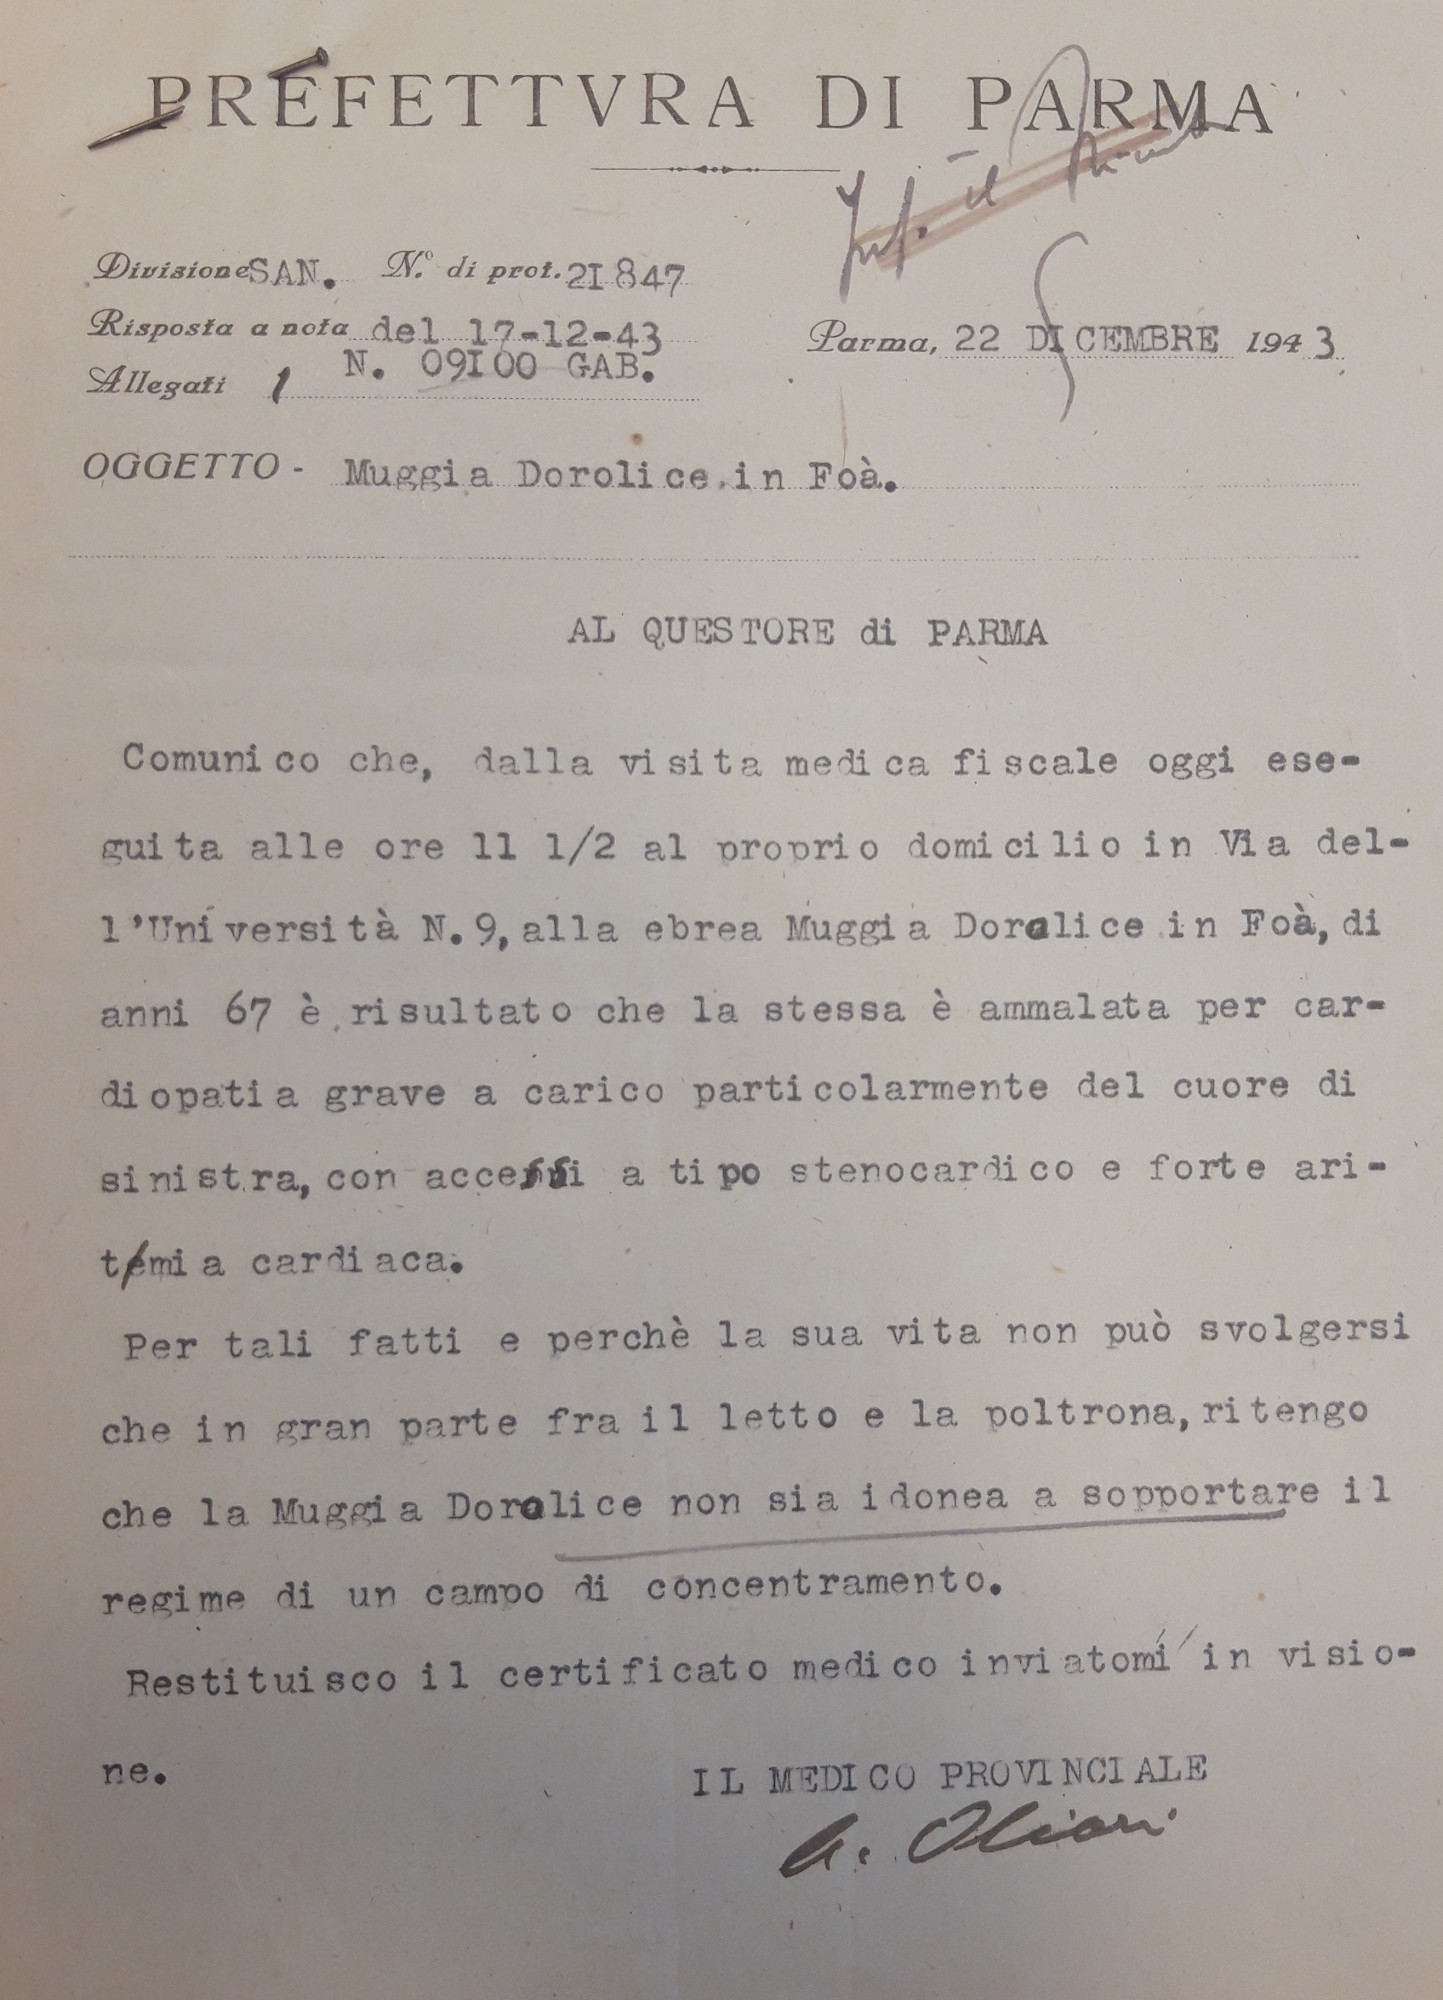 PREFETTVRA DI PARMA
Inf. il
Divisione SAN. N.º di prot. 21847
Risposta a nota del 17-12-43
N. 09100 GAB.
Parma, 22 DICEMBRE 1943
Allegati 1
OGGETTO - Muggia Dorolice in Foà.
AL QUESTORE di PARMA
Comunico che, dalla visita medica fiscale oggi ese-
guita alle ore 11 1/2 al proprio domicilio in Via del-
l'Università N.9, alla ebrea Muggia Doralice in Foà, di
anni 67 è risultato che la stessa è ammalata per car-
diopatia grave a carico particolarmente del cuore di
sinistra, con accessi a tipo stenocardico e forte ari-
tmia cardiaca.
Per tali fatti e perchè la sua vita non può svolgersi
che in gran parte fra il letto e la poltrona, ritengo
che la Muggia Doralice non sia idonea a sopportare il
regime di un campo di concentramento.
Restituisco il certificato medico inviatomi in visio-
ne.
IL MEDICO PROVINCIALE